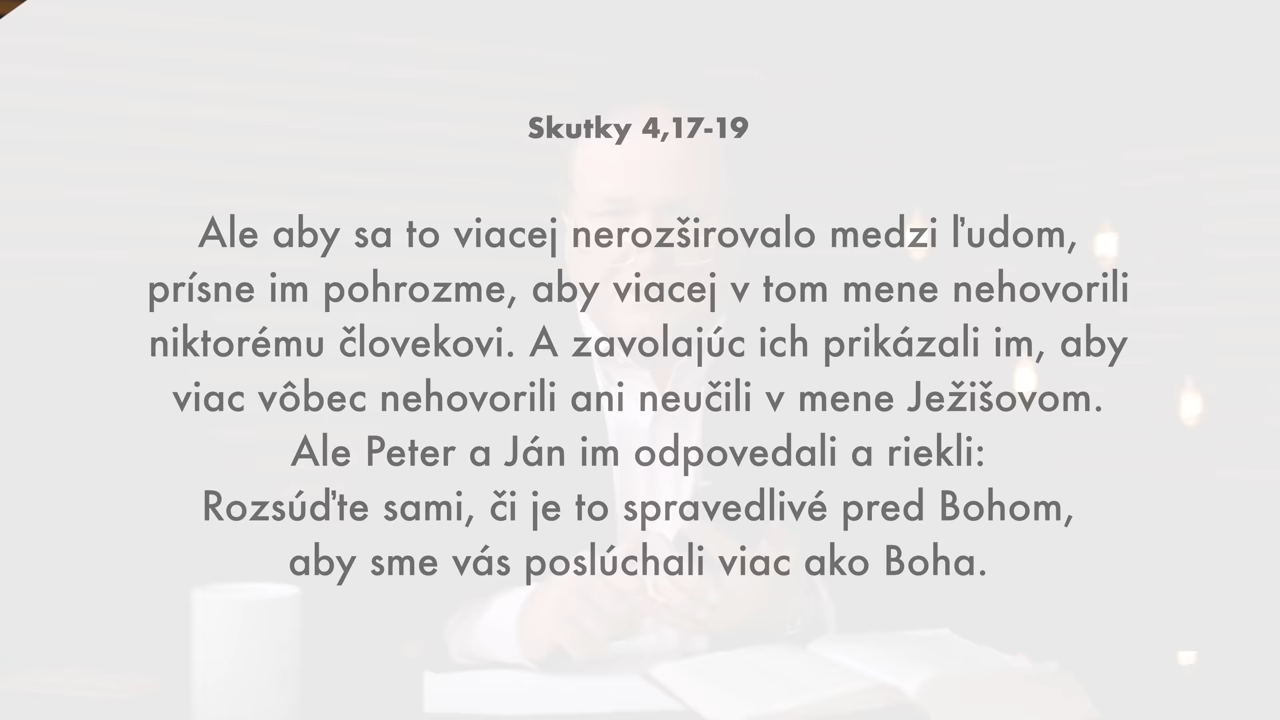 Skutky 4,17-19
Ale aby sa to viacej nerozširovalo medzi ľudom,
prísne im pohrozme, aby viacej v tom mene nehovorili
niktorému človekovi. A zavolajúc ich prikázali im, aby
viac vôbec nehovorili ani neučili v mene Ježišovom.
Ale Peter a Ján im odpovedali a riekli:
Rozsúďte sami, či je to spravedlivé pred Bohom,
aby sme vás poslúchali viac ako Boha.